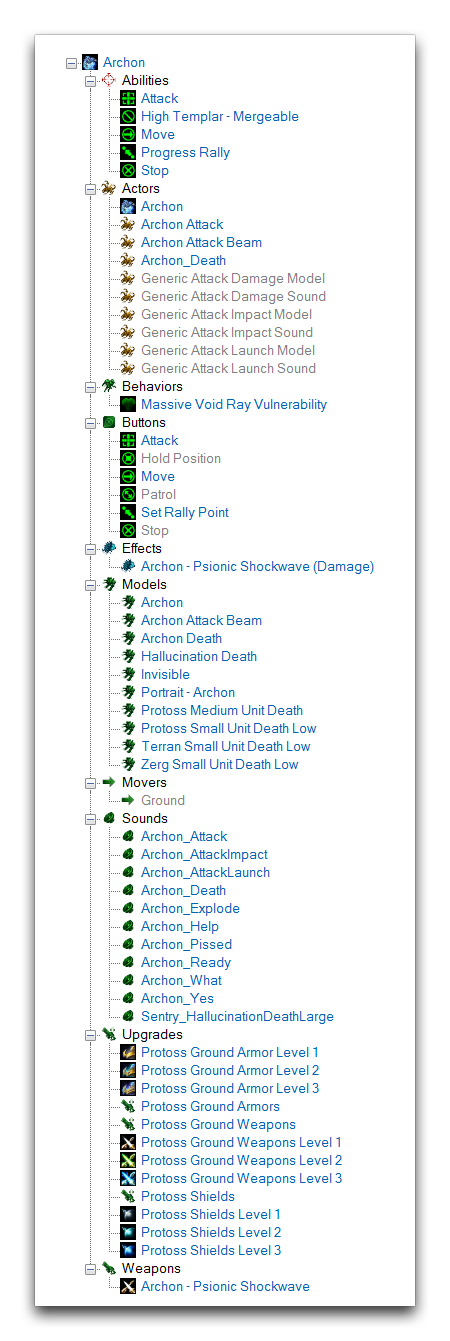 Archon
Abilities
Attack
High Templar - Mergeable
Move
Progress Rally
Stop
Actors
Archon
Archon Attack
Archon Attack Beam
Archon_Death
Generic Attack Damage Model
Generic Attack Damage Sound
Generic Attack Impact Model
Generic Attack Impact Sound
Generic Attack Launch Model
Generic Attack Launch Sound
Behaviors
Massive Void Ray Vulnerability
Buttons
Attack
Hold Position
Move
Patrol
Set Rally Point
Stop
Effects
Archon - Psionic Shockwave (Damage)
Models
Archon
Archon Attack Beam
Archon Death
Hallucination Death
Invisible
Portrait - Archon
Protoss Medium Unit Death
Protoss Small Unit Death Low
Terran Small Unit Death Low
Zerg Small Unit Death Low
Movers
Ground
Sounds
Archon_Attack
Archon_AttackImpact
Archon_AttackLaunch
Archon_Death
Archon_Explode
Archon_Help
Archon_Pissed
Archon_Ready
Archon_What
Archon_Yes
Sentry_HallucinationDeathLarge
Upgrades
Protoss Ground Armor Level 1
Protoss Ground Armor Level 2
Protoss Ground Armor Level 3
Protoss Ground Armors
Protoss Ground Weapons
Protoss Ground Weapons Level 1
Protoss Ground Weapons Level 2
Protoss Ground Weapons Level 3
Protoss Shields
Protoss Shields Level 1
Protoss Shields Level 2
Protoss Shields Level 3
Weapons
Archon - Psionic Shockwave